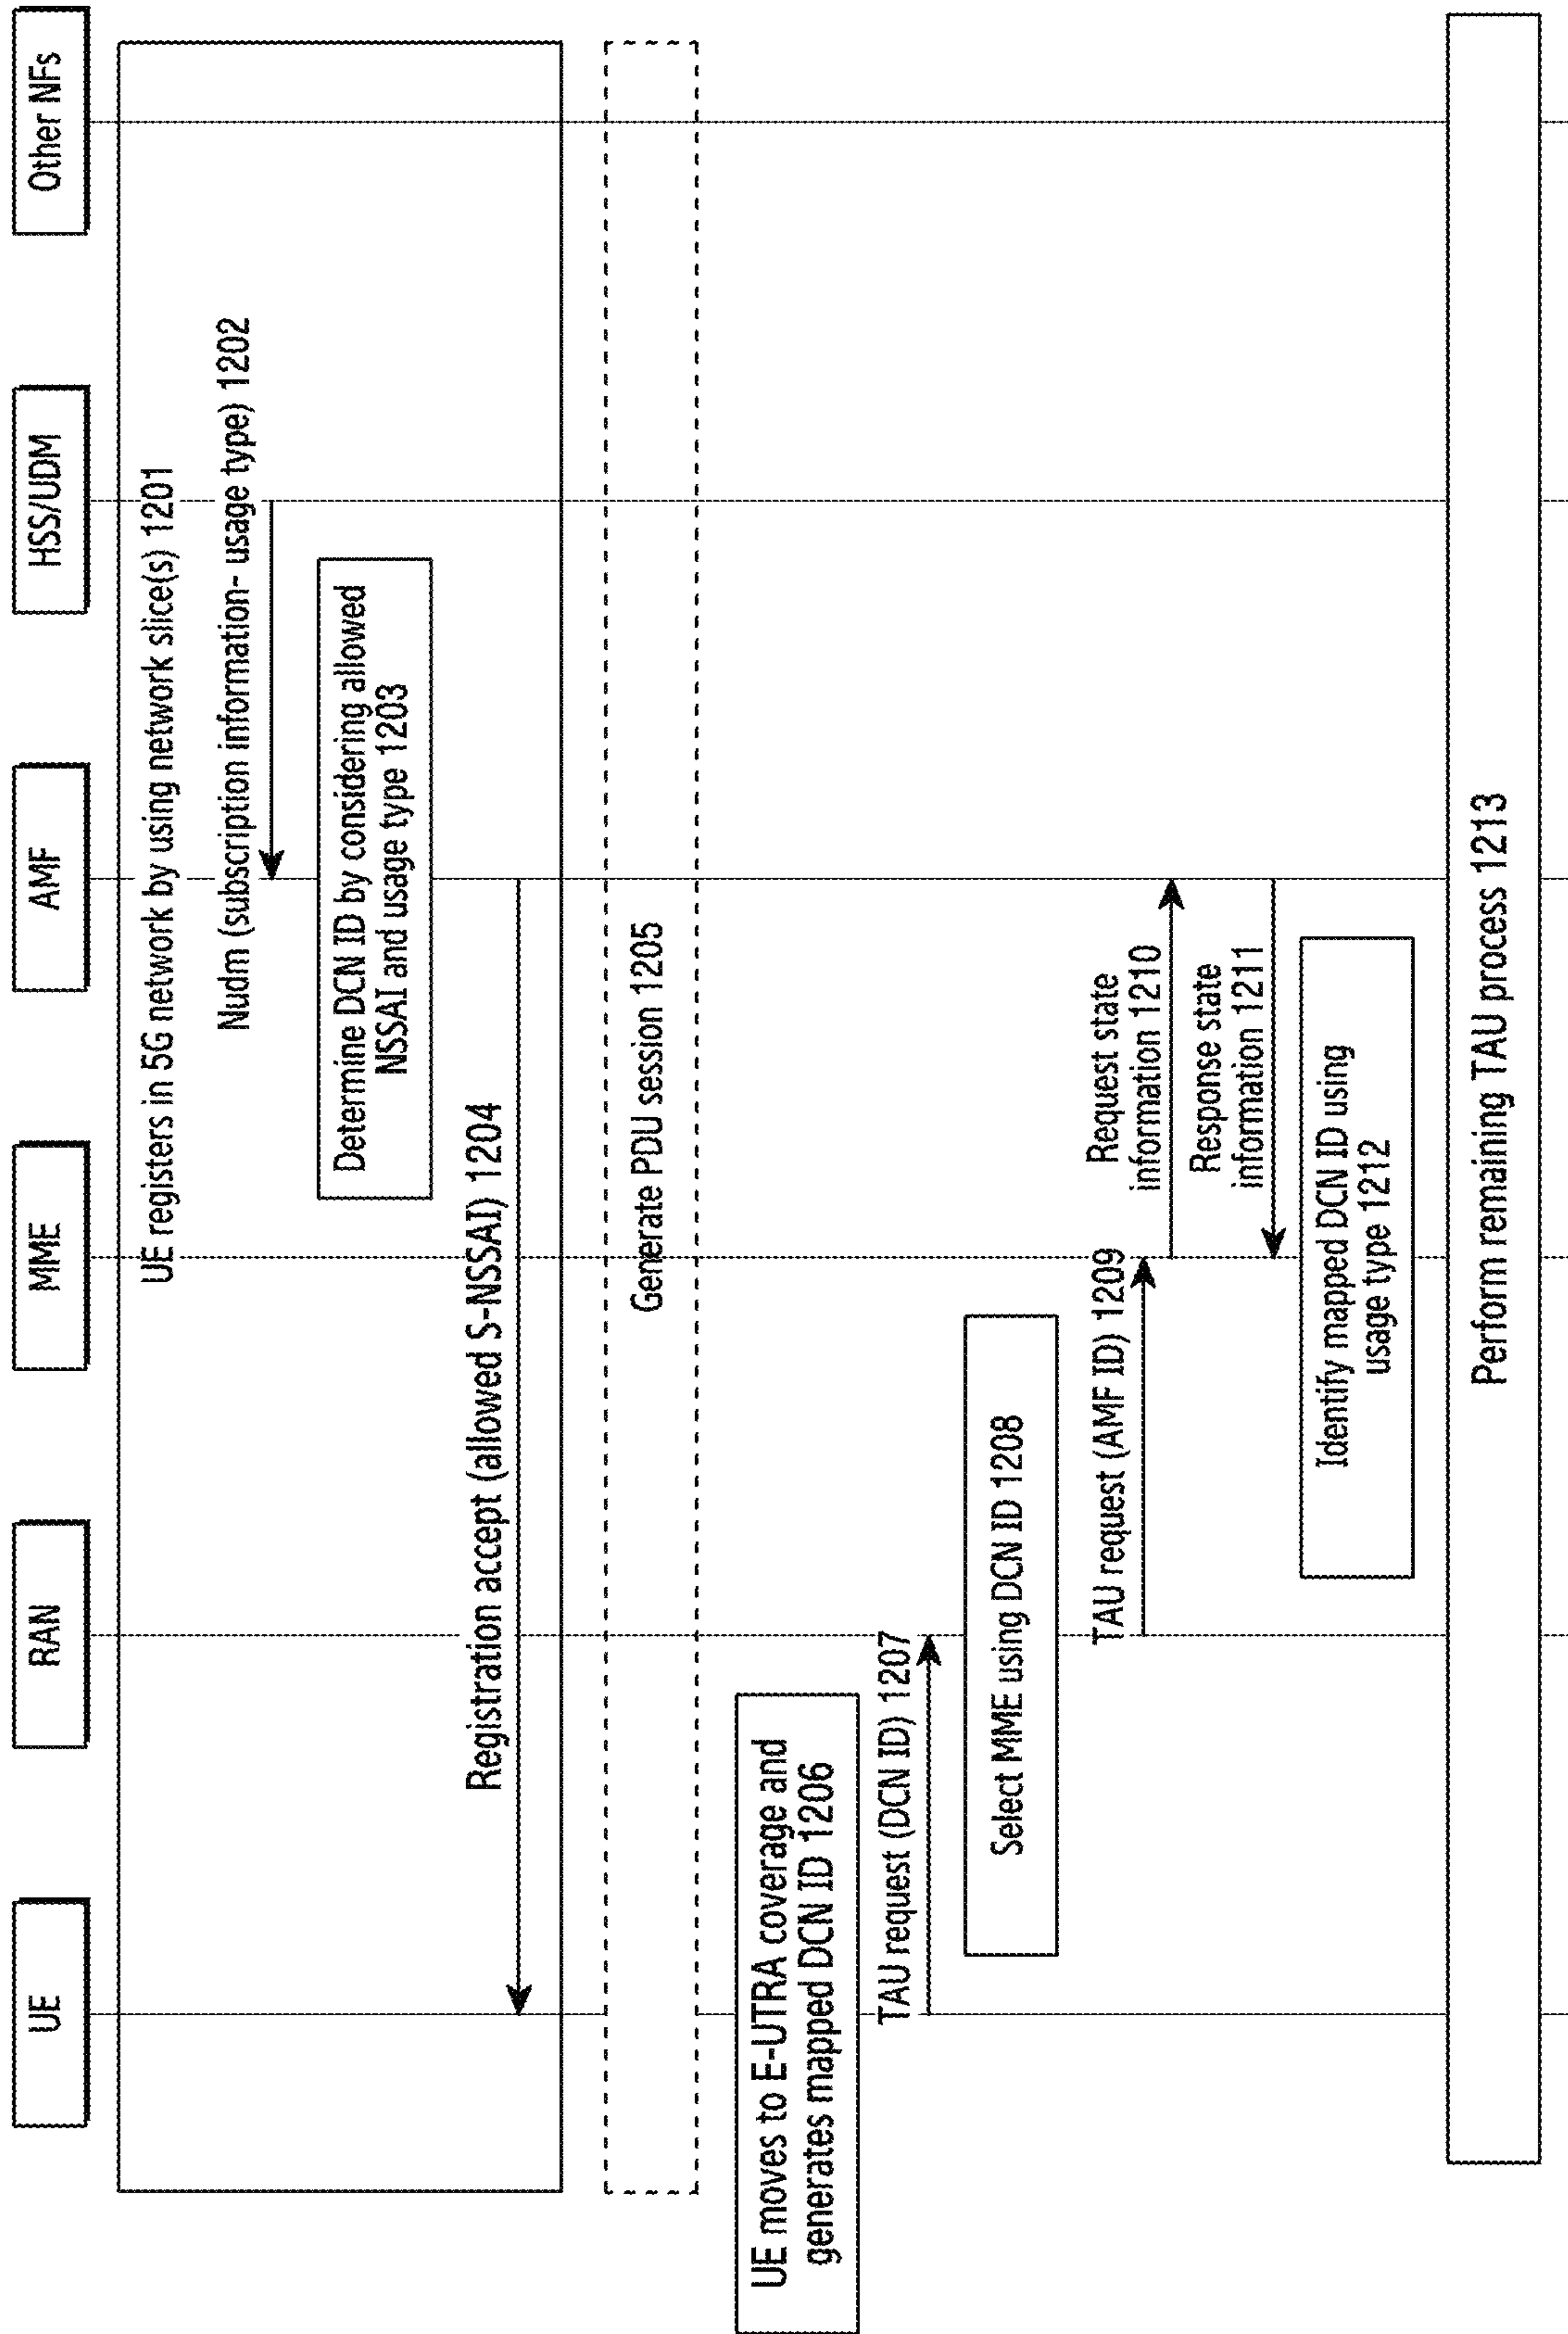 UE
RAN
MME
AMF
HSS/UDM
Other NFs
UE registers in 5G network by using network slice(s) 1201
Nudm (subscription information- usage type) 1202
Determine DCN ID by considering allowed
NSSAI and usage type 1203
Registration accept (allowed S-NSSAI) 1204
Generate PDU session 1205
UE moves to E-UTRA coverage and
generates mapped DCN ID 1206
TAU request (DCN ID) 1207
Select MME using DCN ID 1208
TAU request (AMF ID) 1209
Request state
information 1210
Response state
information 1211
Identify mapped DCN ID using
usage type 1212
Perform remaining TAU process 1213